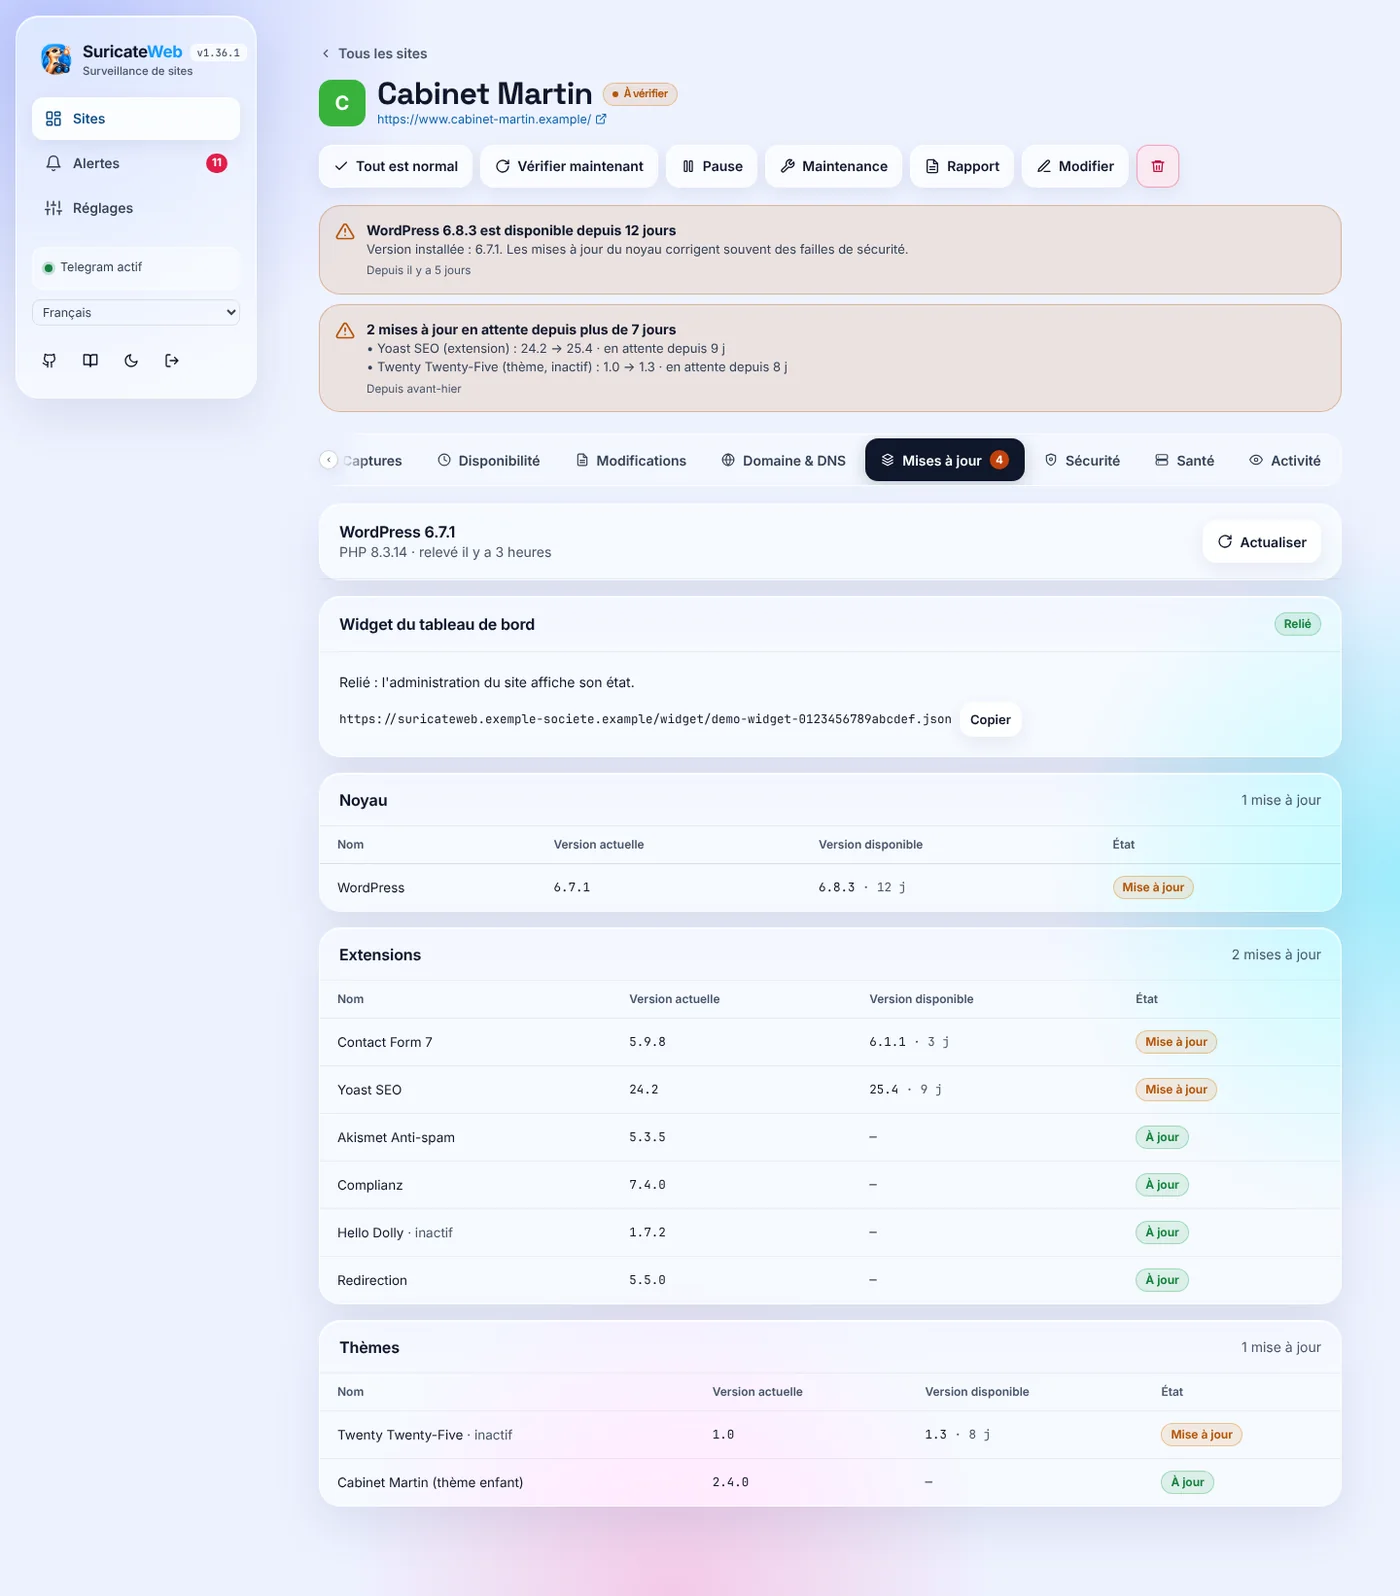 SuricateWeb v1.36.1
Surveillance de sites
Sites
Alertes 11
Réglages
Telegram actif
Français
Tous les sites
C
Cabinet Martin À vérifier
https://www.cabinet-martin.example/
Tout est normal Vérifier maintenant Pause Maintenance Rapport Modifier
WordPress 6.8.3 est disponible depuis 12 jours
Version installée : 6.7.1. Les mises à jour du noyau corrigent souvent des failles de sécurité.
Depuis il y a 5 jours
2 mises à jour en attente depuis plus de 7 jours
• Yoast SEO (extension) : 24.2 → 25.4 · en attente depuis 9 j
• Twenty Twenty-Five (thème, inactif) : 1.0 → 1.3 · en attente depuis 8 j
Depuis avant-hier
Captures Disponibilité Modifications Domaine & DNS Mises à jour 4 Sécurité Santé Activité
WordPress 6.7.1
PHP 8.3.14 · relevé il y a 3 heures
Actualiser
Widget du tableau de bord Relié
Relié : l'administration du site affiche son état.
https://suricateweb.exemple-societe.example/widget/demo-widget-0123456789abcdef.json Copier
Noyau 1 mise à jour
Nom Version actuelle Version disponible État
WordPress 6.7.1 6.8.3 · 12 j Mise à jour
Extensions 2 mises à jour
Nom Version actuelle Version disponible État
Contact Form 7 5.9.8 6.1.1 · 3 j Mise à jour
Yoast SEO 24.2 25.4 · 9 j Mise à jour
Akismet Anti-spam 5.3.5 — À jour
Complianz 7.4.0 — À jour
Hello Dolly · inactif 1.7.2 — À jour
Redirection 5.5.0 — À jour
Thèmes 1 mise à jour
Nom Version actuelle Version disponible État
Twenty Twenty-Five · inactif 1.0 1.3 · 8 j Mise à jour
Cabinet Martin (thème enfant) 2.4.0 — À jour